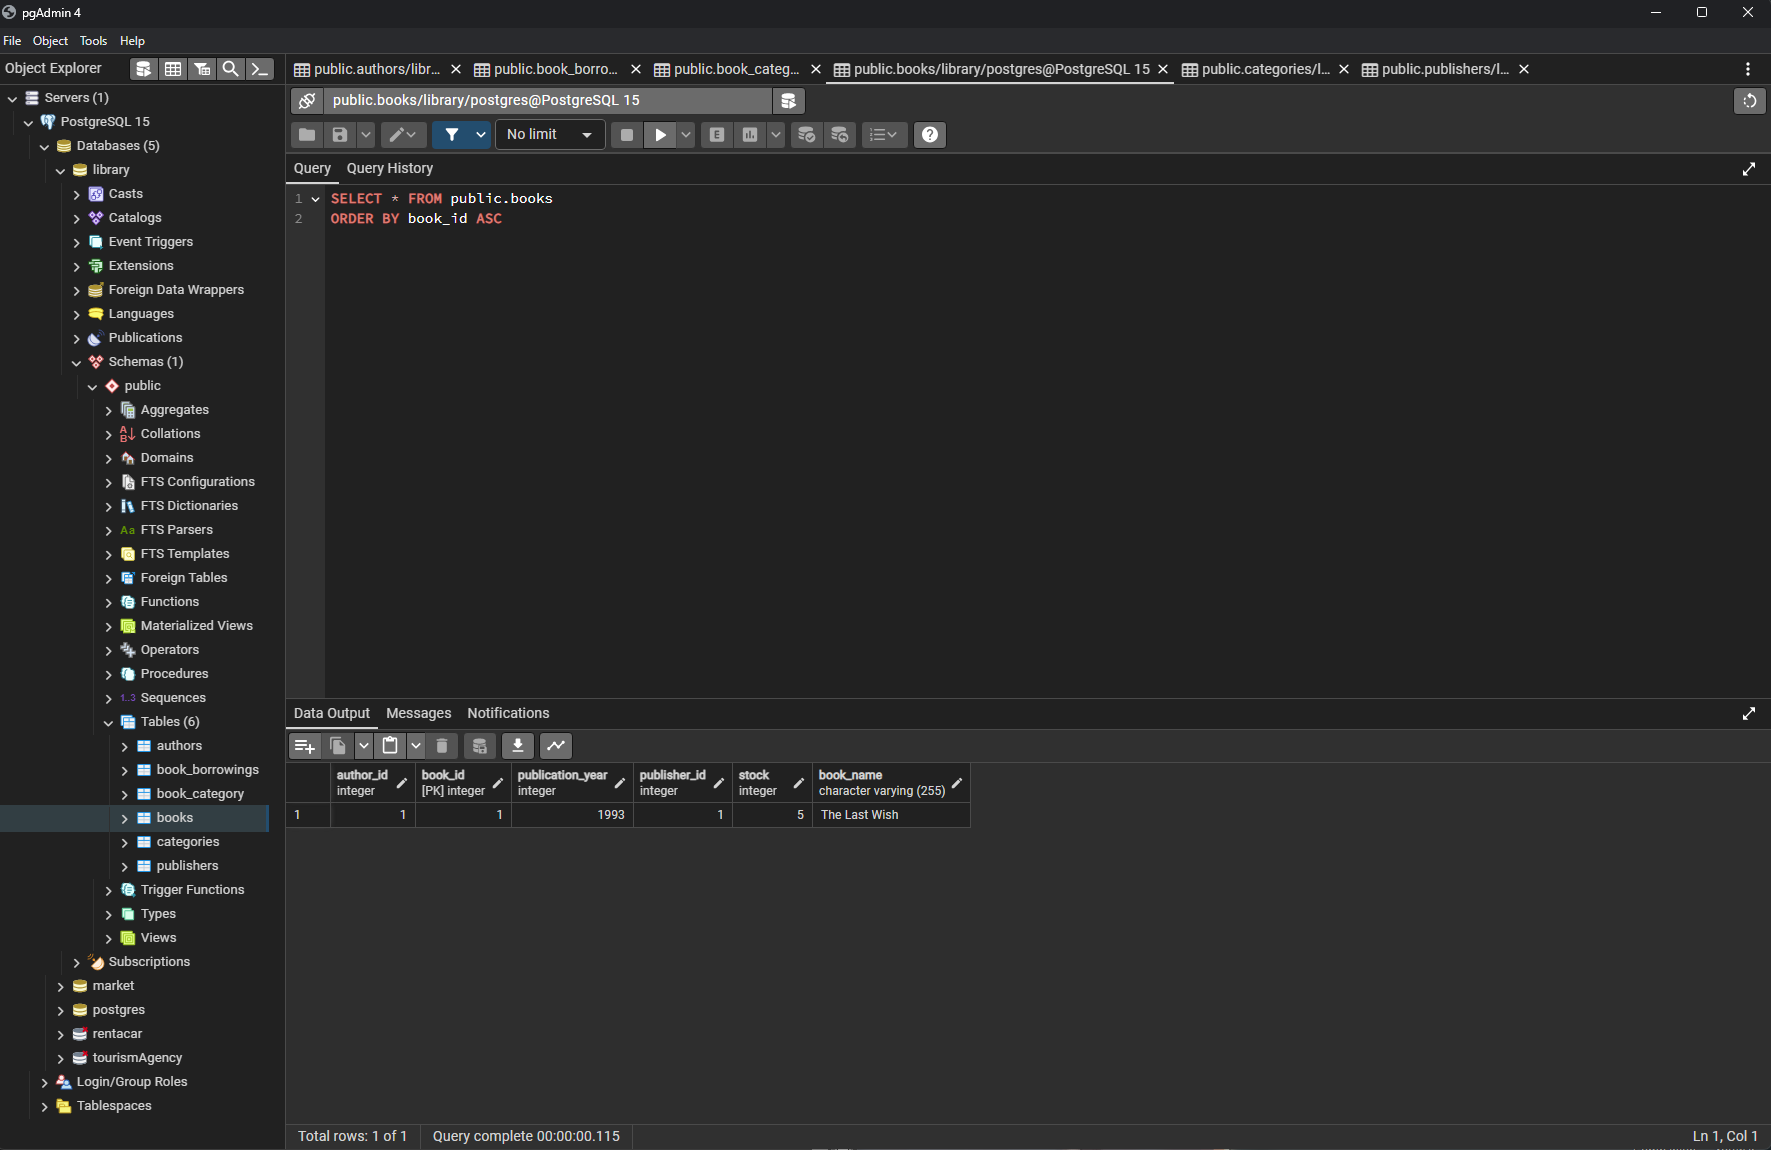 pgAdmin 4
File Object Tools Help
Object Explorer
public.authors/libr...
public.book_borro...
public.book_categ...
public.books/library/postgres@PostgreSQL 15
public.categories/l...
public.publishers/l...
Servers (1)
PostgreSQL 15
Databases (5)
library
Casts
Catalogs
Event Triggers
Extensions
Foreign Data Wrappers
Languages
Publications
Schemas (1)
public
Aggregates
Collations
Domains
FTS Configurations
FTS Dictionaries
Aa FTS Parsers
FTS Templates
Foreign Tables
Functions
Materialized Views
Operators
Procedures
1..3 Sequences
Tables (6)
authors
book_borrowings
book_category
books
categories
publishers
Trigger Functions
Types
Views
Subscriptions
market
postgres
rentacar
tourismAgency
Login/Group Roles
Tablespaces
public.books/library/postgres@PostgreSQL 15
No limit
E
Query Query History
1 SELECT * FROM public.books
2 ORDER BY book_id ASC
Data Output Messages Notifications
author_id book_id publication_year publisher_id stock book_name
integer [PK] integer integer integer integer character varying (255)
1 1 1 1993 1 5 The Last Wish
Total rows: 1 of 1 Query complete 00:00:00.115 Ln 1, Col 1